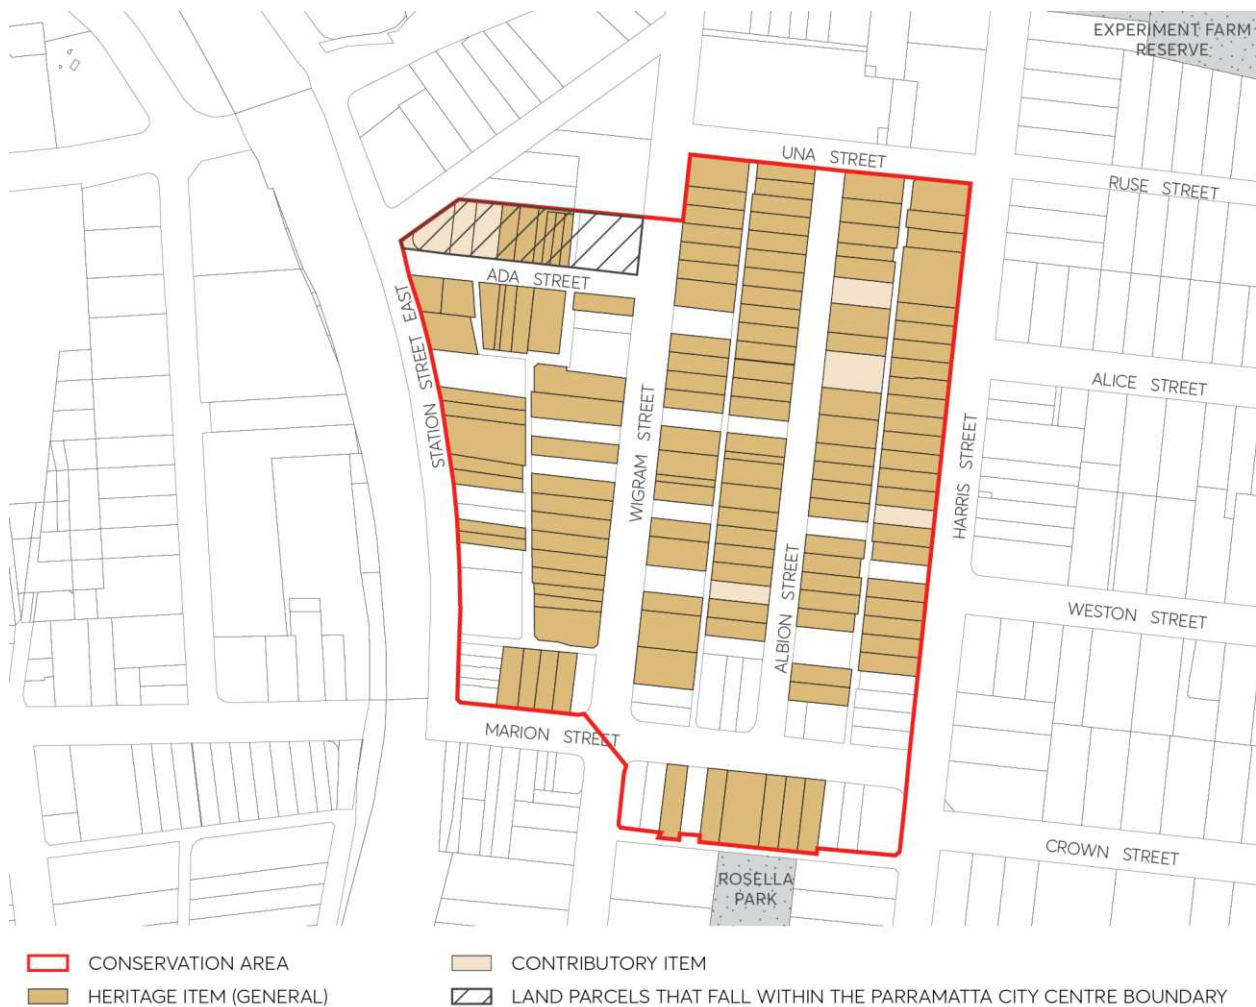 EXPERIMENT FARM
RESERVE
UNA STREET
RUSE STREET
ADA STREET
STATION STREET EAST
WIGRAM STREET
ALICE STREET
HARRIS STREET
ALBION STREET
WESTON STREET
MARION STREET
CROWN STREET
ROSELLA
PARK
CONSERVATION AREA
CONTRIBUTORY ITEM
HERITAGE ITEM (GENERAL)
LAND PARCELS THAT FALL WITHIN THE PARRAMATTA CITY CENTRE BOUNDARY